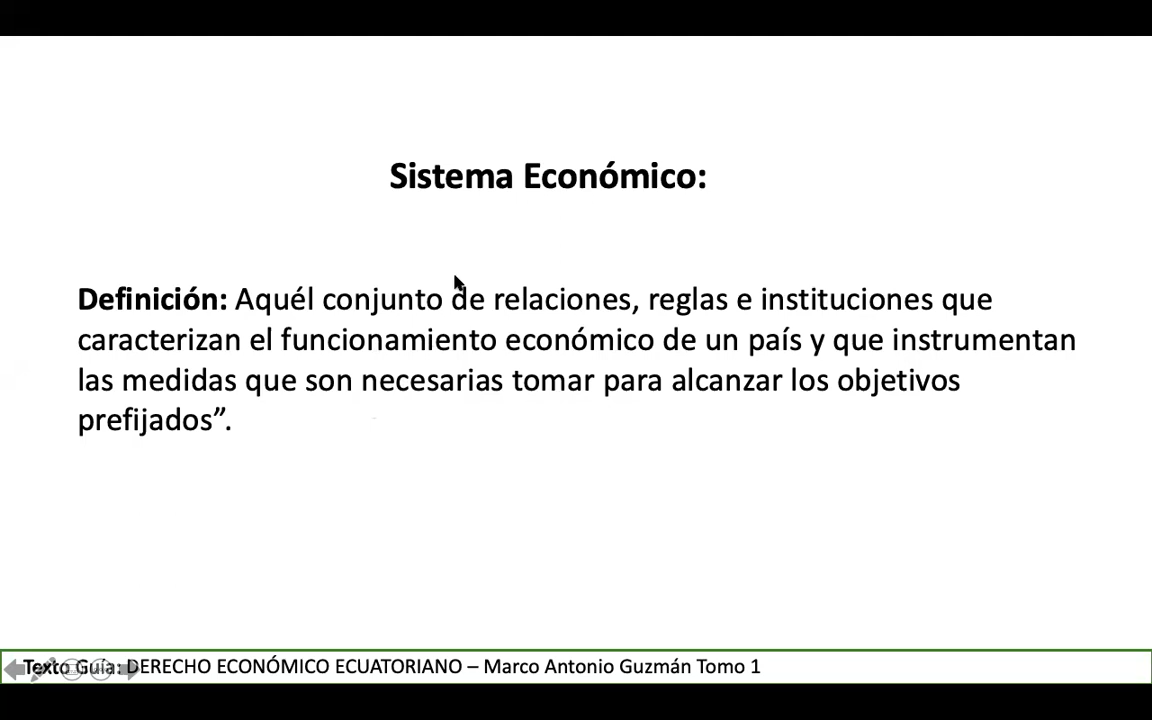 Sistema Económico:
Definición: Aquél conjunto de relaciones, reglas e instituciones que
caracterizan el funcionamiento económico de un país y que instrumentan
las medidas que son necesarias tomar para alcanzar los objetivos
prefijados”.
Texto Guía: DERECHO ECONÓMICO ECUATORIANO – Marco Antonio Guzmán Tomo 1